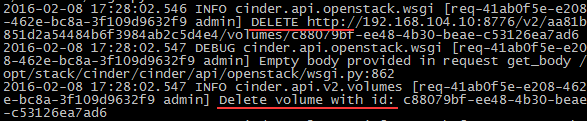 2016-02-08 17:28:02.546 INFO cinder.api.openstack.wsgi [req-41ab0f5e-e208
-462e-bc8a-3f109d9632f9 admin] DELETE http://192.168.104.10:8776/v2/aa81b
851d2a54484b6f3984ab2c5d4e4/volumes/c88079bf-ee48-4b30-beae-c53126ea7ad6
2016-02-08 17:28:02.547 DEBUG cinder.api.openstack.wsgi [req-41ab0f5e-e20
8-462e-bc8a-3f109d9632f9 admin] Empty body provided in request get_body /
opt/stack/cinder/cinder/api/openstack/wsgi.py:862
2016-02-08 17:28:02.547 INFO cinder.api.v2.volumes [req-41ab0f5e-e208-462
e-bc8a-3f109d9632f9 admin] Delete volume with id: c88079bf-ee48-4b30-beae
-c53126ea7ad6